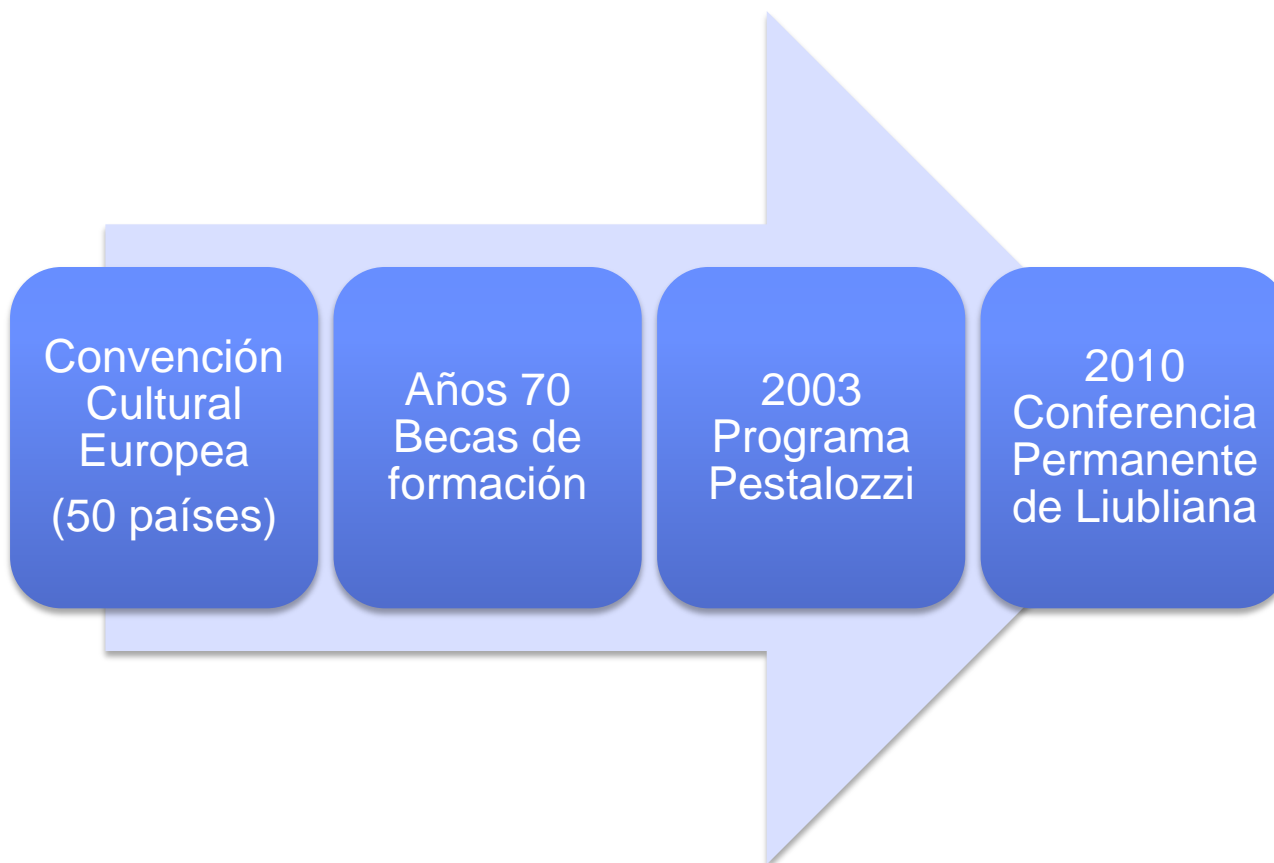 Convención
Cultural
Europea
(50 países)
Años 70
Becas de
formación
2003
Programa
Pestalozzi
2010
Conferencia
Permanente
de Liubliana